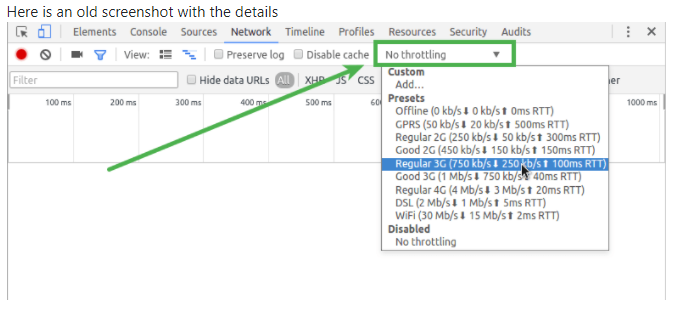 Here is an old screenshot with the details
Elements Console Sources Network Timeline Profiles Resources Security Audits
View: Preserve log Disable cache No throttling
Filter Hide data URLs All XHR JS CSS
100 ms 200 ms 300 ms 400 ms 500 ms 1000 ms
Custom
Add...
Presets
Offline (0 kb/s⬇ 0 kb/s⬆ 0ms RTT)
GPRS (50 kb/s⬇ 20 kb/s⬆ 500ms RTT)
Regular 2G (250 kb/s⬇ 50 kb/s⬆ 300ms RTT)
Good 2G (450 kb/s⬇ 150 kb/s⬆ 150ms RTT)
Regular 3G (750 kb/s⬇ 250 kb/s⬆ 100ms RTT)
Good 3G (1 Mb/s⬇ 750 kb/s⬆ 40ms RTT)
Regular 4G (4 Mb/s⬇ 3 Mb/s⬆ 20ms RTT)
DSL (2 Mb/s⬇ 1 Mb/s⬆ 5ms RTT)
WiFi (30 Mb/s⬇ 15 Mb/s⬆ 2ms RTT)
Disabled
No throttling